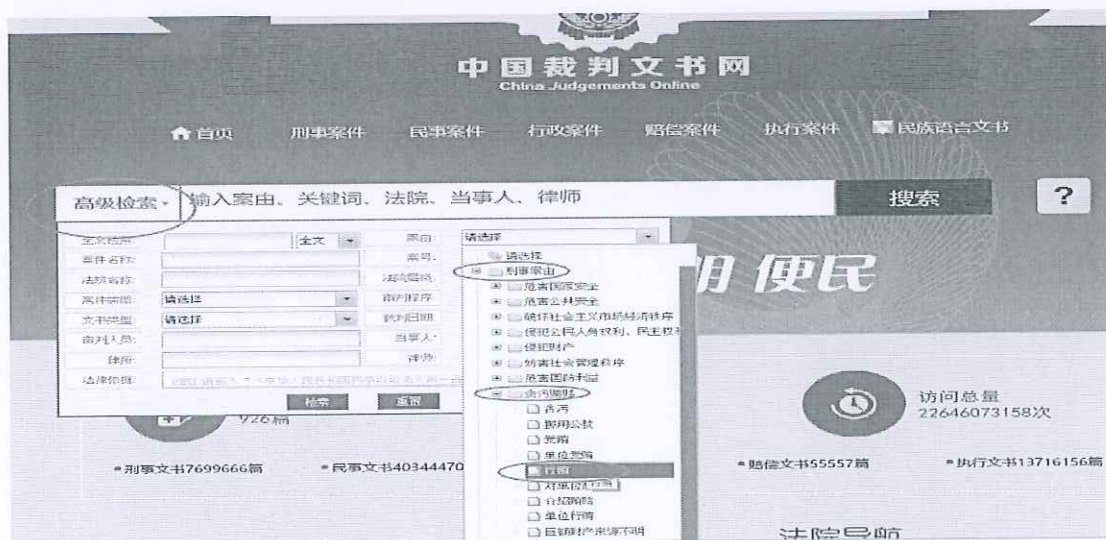 中国裁判文书网
China Judgements Online
首页 刑事案件 民事案件 行政案件 赔偿案件 执行案件 民族语言文书
高级检索 输入案由、关键词、法院、当事人、律师 搜索 ?
全文检索: 全文 案由: 请选择
案件名称: 案号: 请选择
法院名称: 法院层级: 刑事案由
案件类型: 请选择 审判程序: 危害国家安全
文书类型: 请选择 裁判日期: 危害公共安全
审判人员: 当事人: 破坏社会主义市场经济秩序
律所: 律师: 侵犯公民人身权利、民主权利
法律依据: 侵犯财产
检索 重置 妨害社会管理秩序
危害国防利益
贪污贿赂
贪污
挪用公款
受贿
单位受贿
行贿
对单位行贿
介绍贿赂
单位行贿
巨额财产来源不明
便民
926篇
访问总量
22646073158次
刑事文书7699666篇 民事文书40344470 赔偿文书55557篇 执行文书13716156篇
法院导航